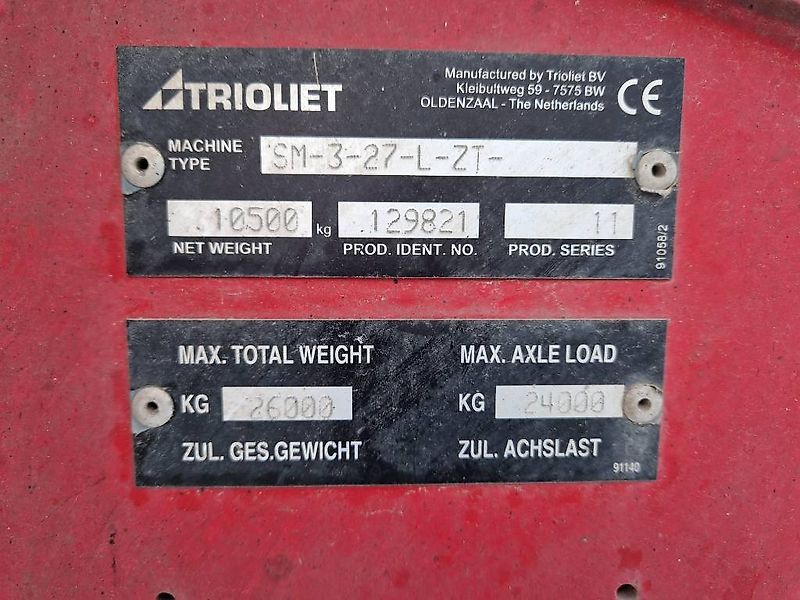 TRIOLIET
Manufactured by Trioliet BV
Kleibultweg 59 - 7575 BW
OLDENZAAL - The Netherlands
CE
MACHINE TYPE SM-3-27-L-ZT-
.10500 kg .129821 11
NET WEIGHT PROD. IDENT. NO. PROD. SERIES
91058/2
MAX. TOTAL WEIGHT MAX. AXLE LOAD
KG 26000 KG 24000
ZUL. GES.GEWICHT ZUL. ACHSLAST
91140